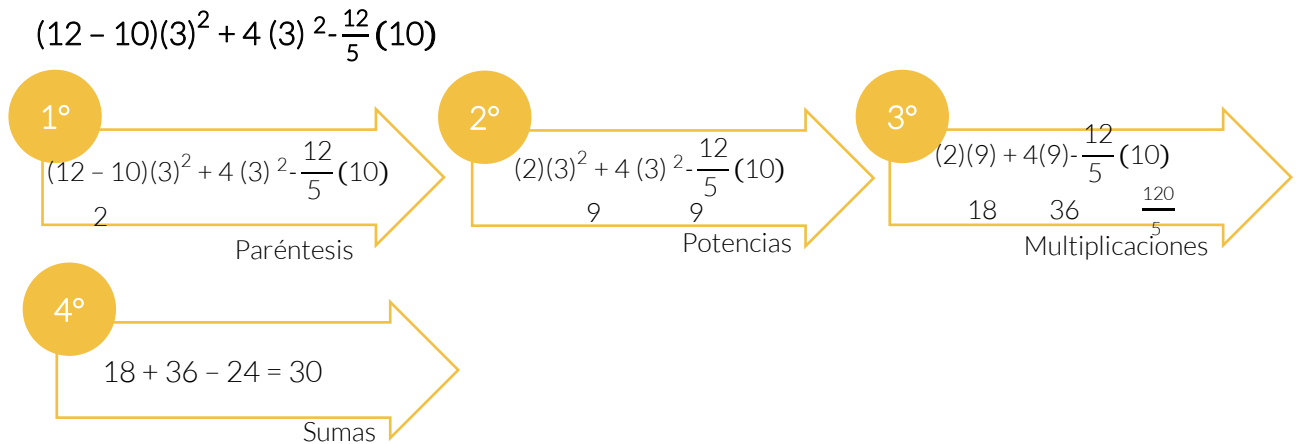 (12 – 10)(3)² + 4 (3) ²-12/5(10)
1°
(12 – 10)(3)² + 4 (3) ²-12/5(10)
2
Paréntesis
2°
(2)(3)² + 4 (3) ²-12/5(10)
9 9
Potencias
3°
(2)(9) + 4(9)-12/5(10)
18 36 120/5
Multiplicaciones
4°
18 + 36 – 24 = 30
Sumas